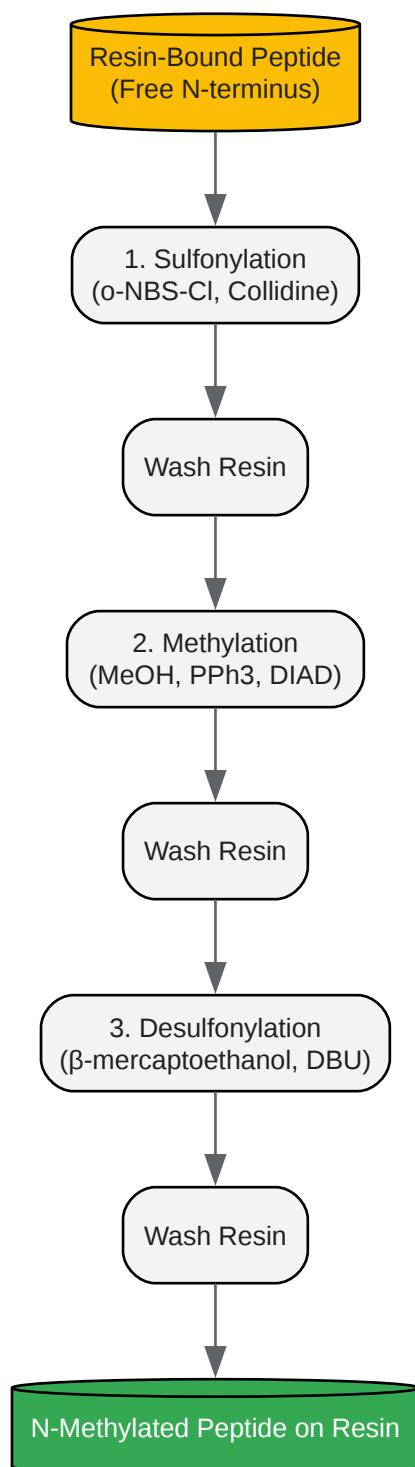 Resin-Bound Peptide
(Free N-terminus)
1. Sulfonylation
(o-NBS-Cl, Collidine)
Wash Resin
2. Methylation
(MeOH, PPh3, DIAD)
Wash Resin
3. Desulfonylation
(β-mercaptoethanol, DBU)
Wash Resin
N-Methylated Peptide on Resin